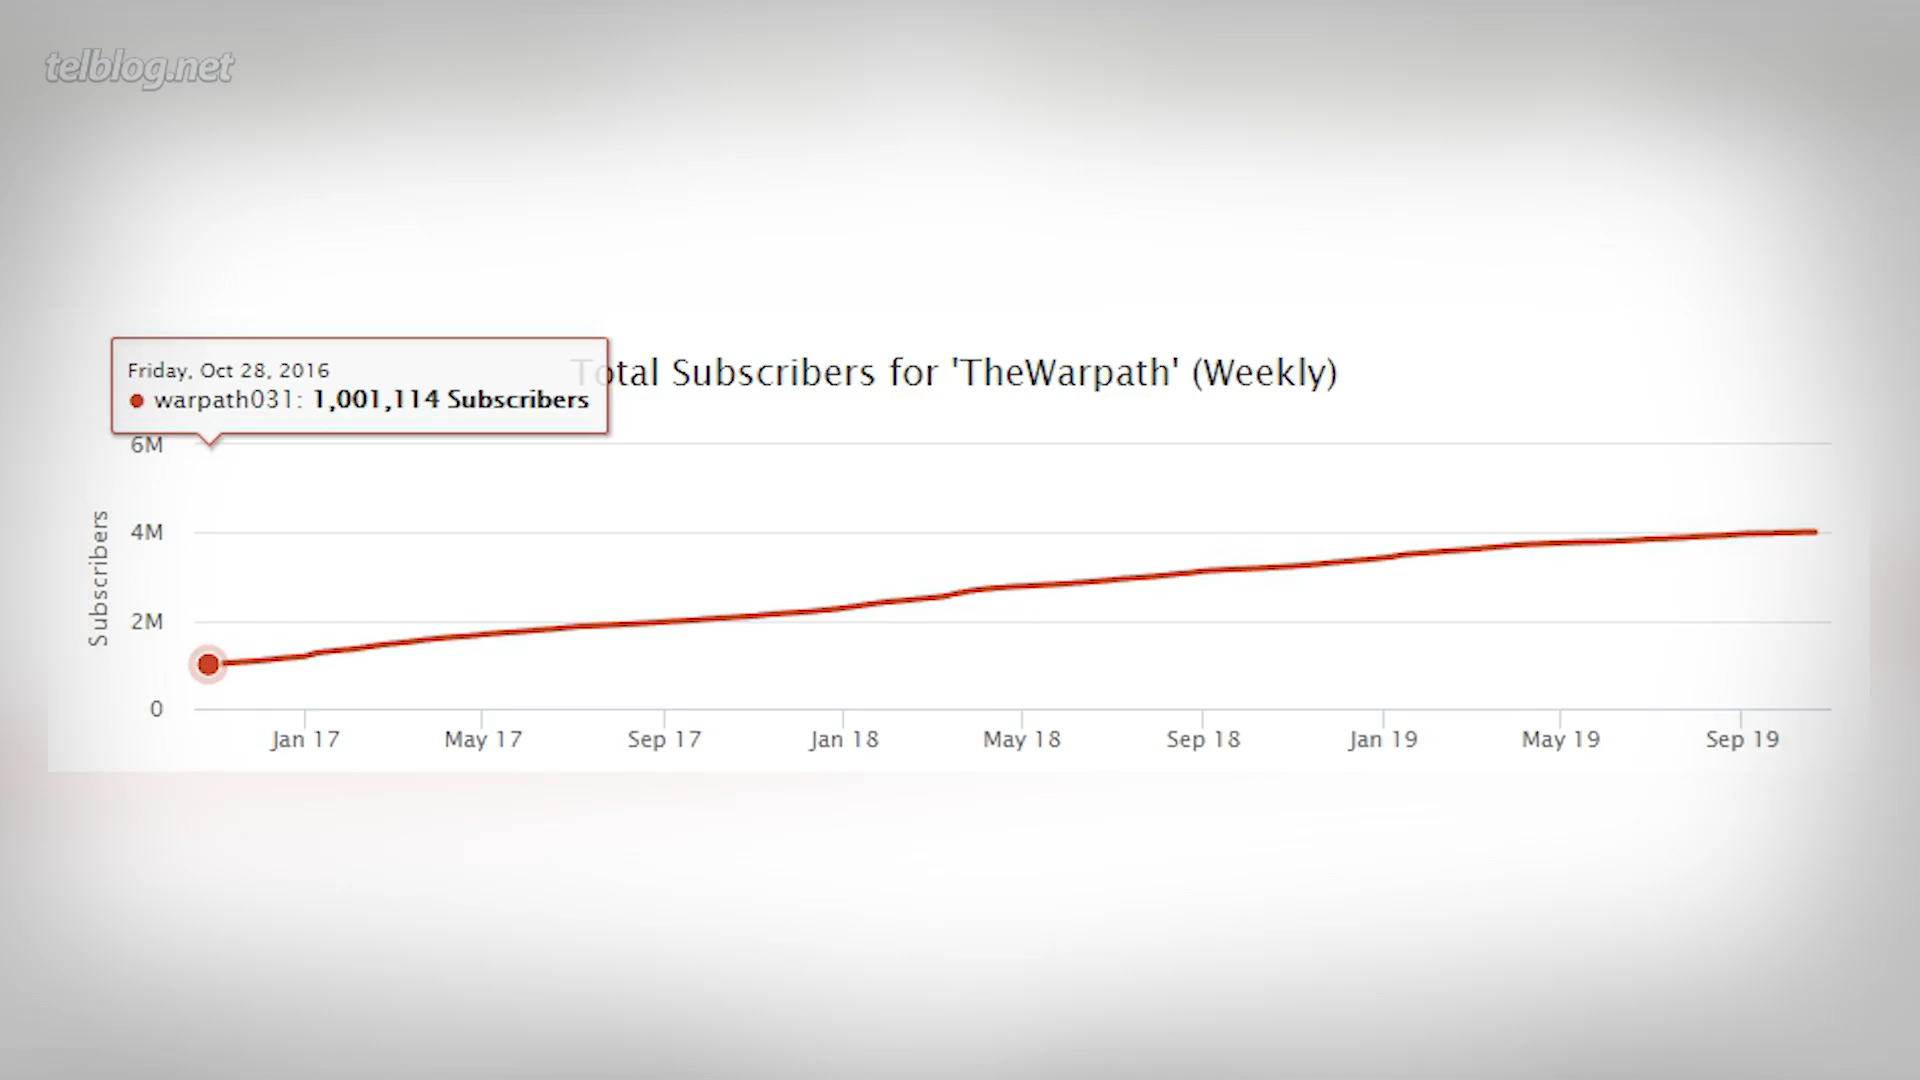 telblog.net
Friday, Oct 28, 2016
warpath031: 1,001,114 Subscribers
Total Subscribers for 'TheWarpath' (Weekly)
6M
4M
2M
0
Subscribers
Jan 17 May 17 Sep 17 Jan 18 May 18 Sep 18 Jan 19 May 19 Sep 19